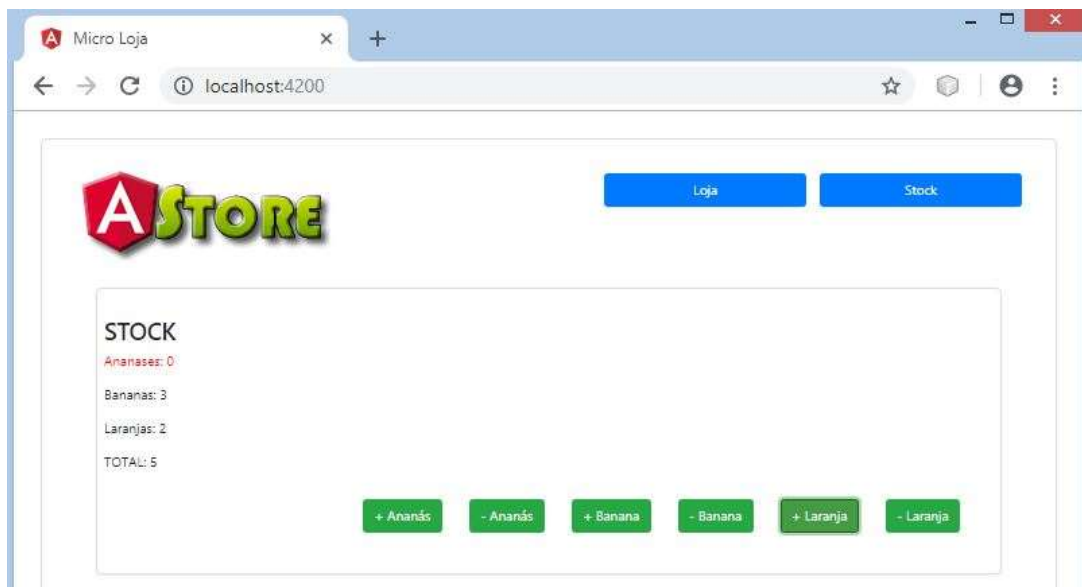 Micro Loja
localhost:4200
A STORE
Loja
Stock
STOCK
Ananases: 0
Bananas: 3
Laranjas: 2
TOTAL: 5
+ Ananás - Ananás + Banana - Banana + Laranja - Laranja